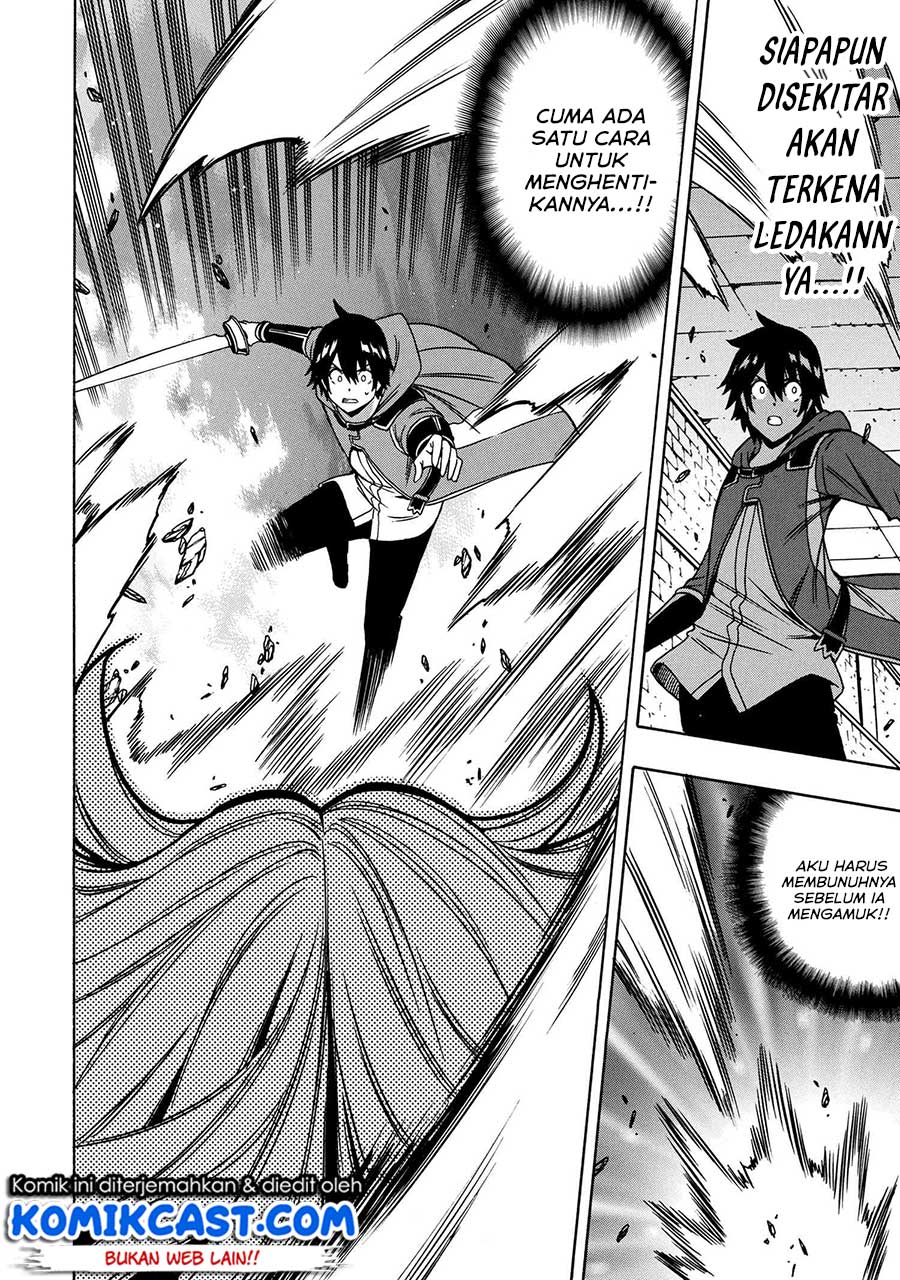 SIAPAPUN
DISEKITAR
AKAN
TERKENA
LEDAKANN
YA...!!
CUMA ADA
SATU CARA
UNTUK
MENGHENTI-
KANNYA...!!
AKU HARUS
MEMBUNUHNYA
SEBELUM IA
MENGAMUK!!
Komik ini diterjemahkan & diedit oleh
KOMIKCAST.COM
BUKAN WEB LAIN!!